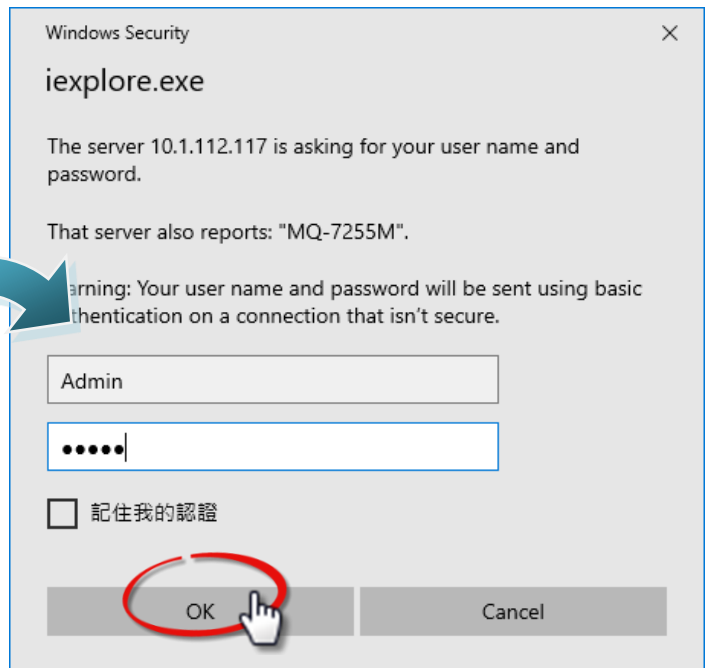 Windows Security
iexplore.exe
The server 10.1.112.117 is asking for your user name and
password.
That server also reports: "MQ-7255M".
arning: Your user name and password will be sent using basic
thentication on a connection that isn't secure.
Admin
●●●●●
記住我的認證
OK Cancel